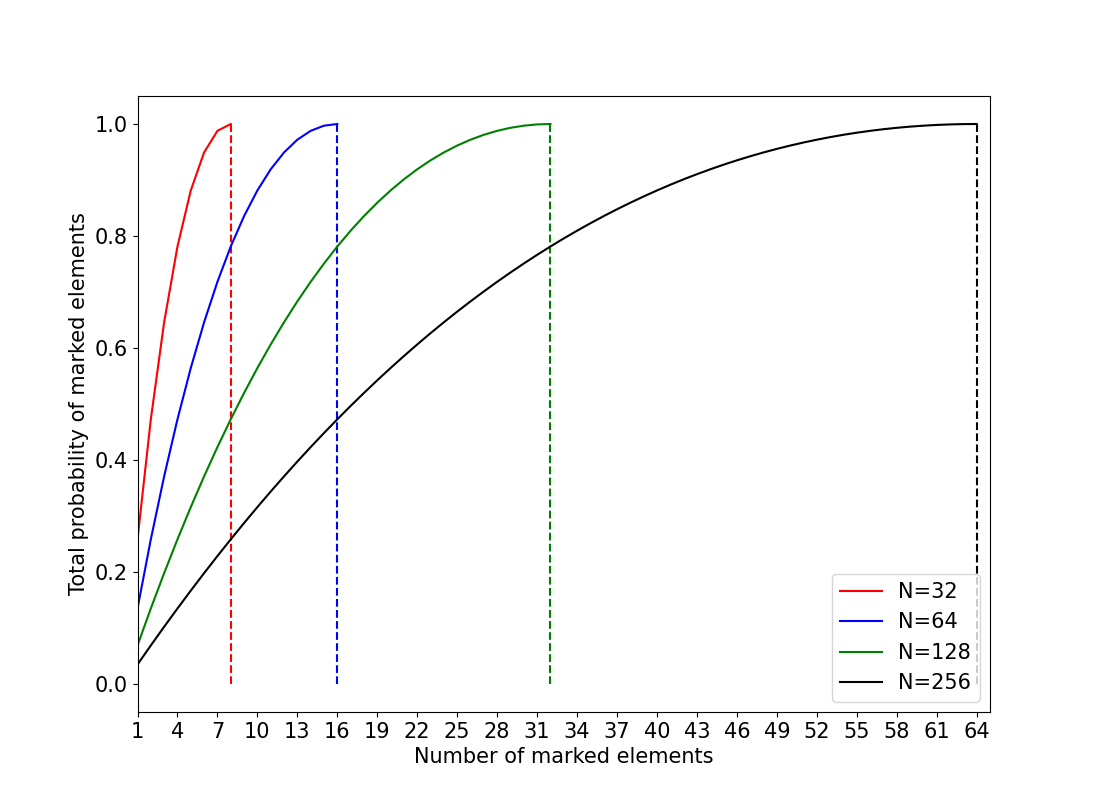 1.0
0.8
0.6
0.4
0.2
0.0
Total probability of marked elements
N=32
N=64
N=128
N=256
1 4 7 10 13 16 19 22 25 28 31 34 37 40 43 46 49 52 55 58 61 64
Number of marked elements